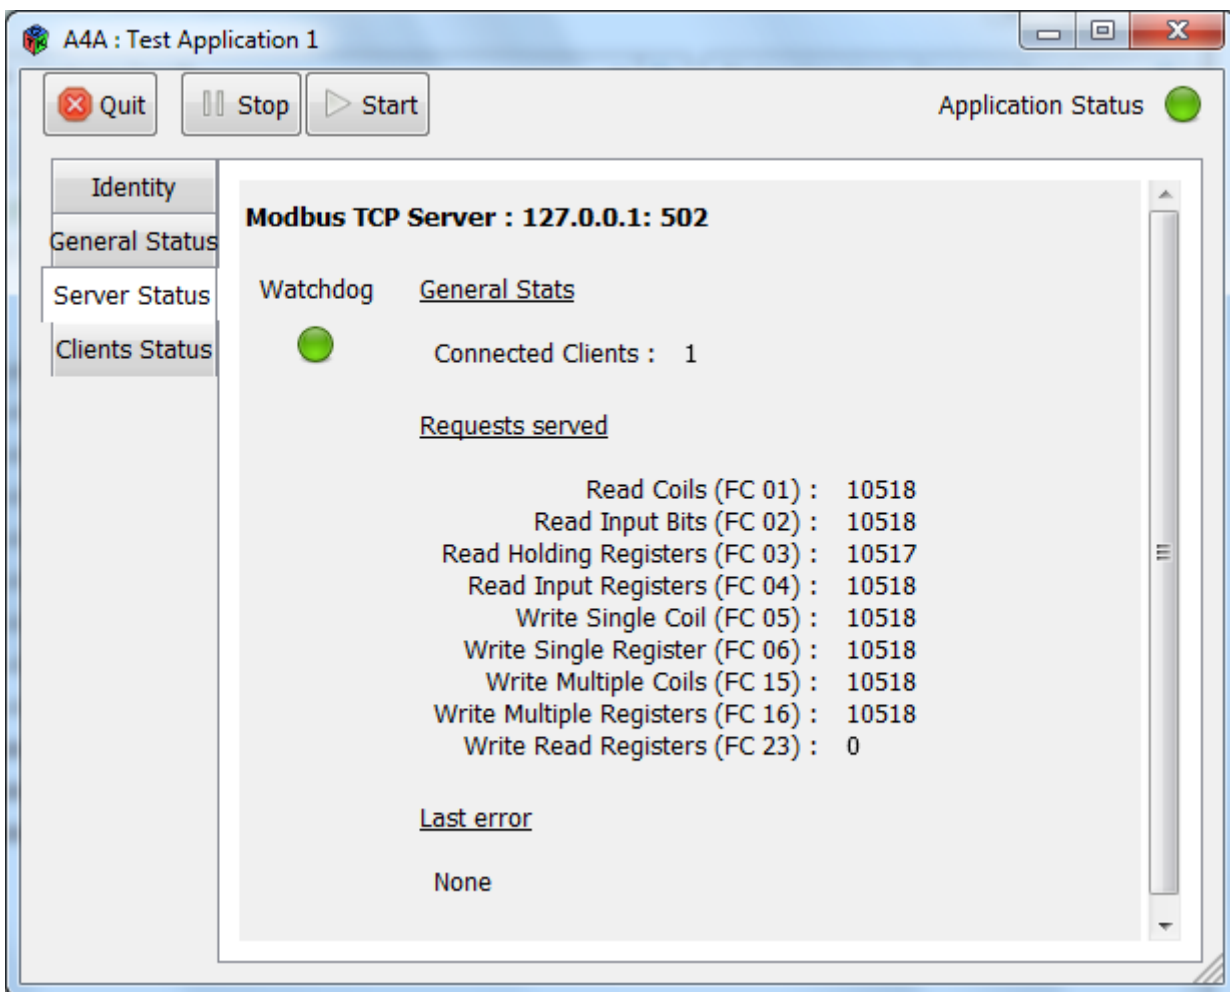 A4A : Test Application 1
Quit Stop Start Application Status
Identity
General Status
Server Status
Clients Status
Modbus TCP Server : 127.0.0.1: 502
Watchdog General Stats
Connected Clients : 1
Requests served
Read Coils (FC 01) : 10518
Read Input Bits (FC 02) : 10518
Read Holding Registers (FC 03) : 10517
Read Input Registers (FC 04) : 10518
Write Single Coil (FC 05) : 10518
Write Single Register (FC 06) : 10518
Write Multiple Coils (FC 15) : 10518
Write Multiple Registers (FC 16) : 10518
Write Read Registers (FC 23) : 0
Last error
None